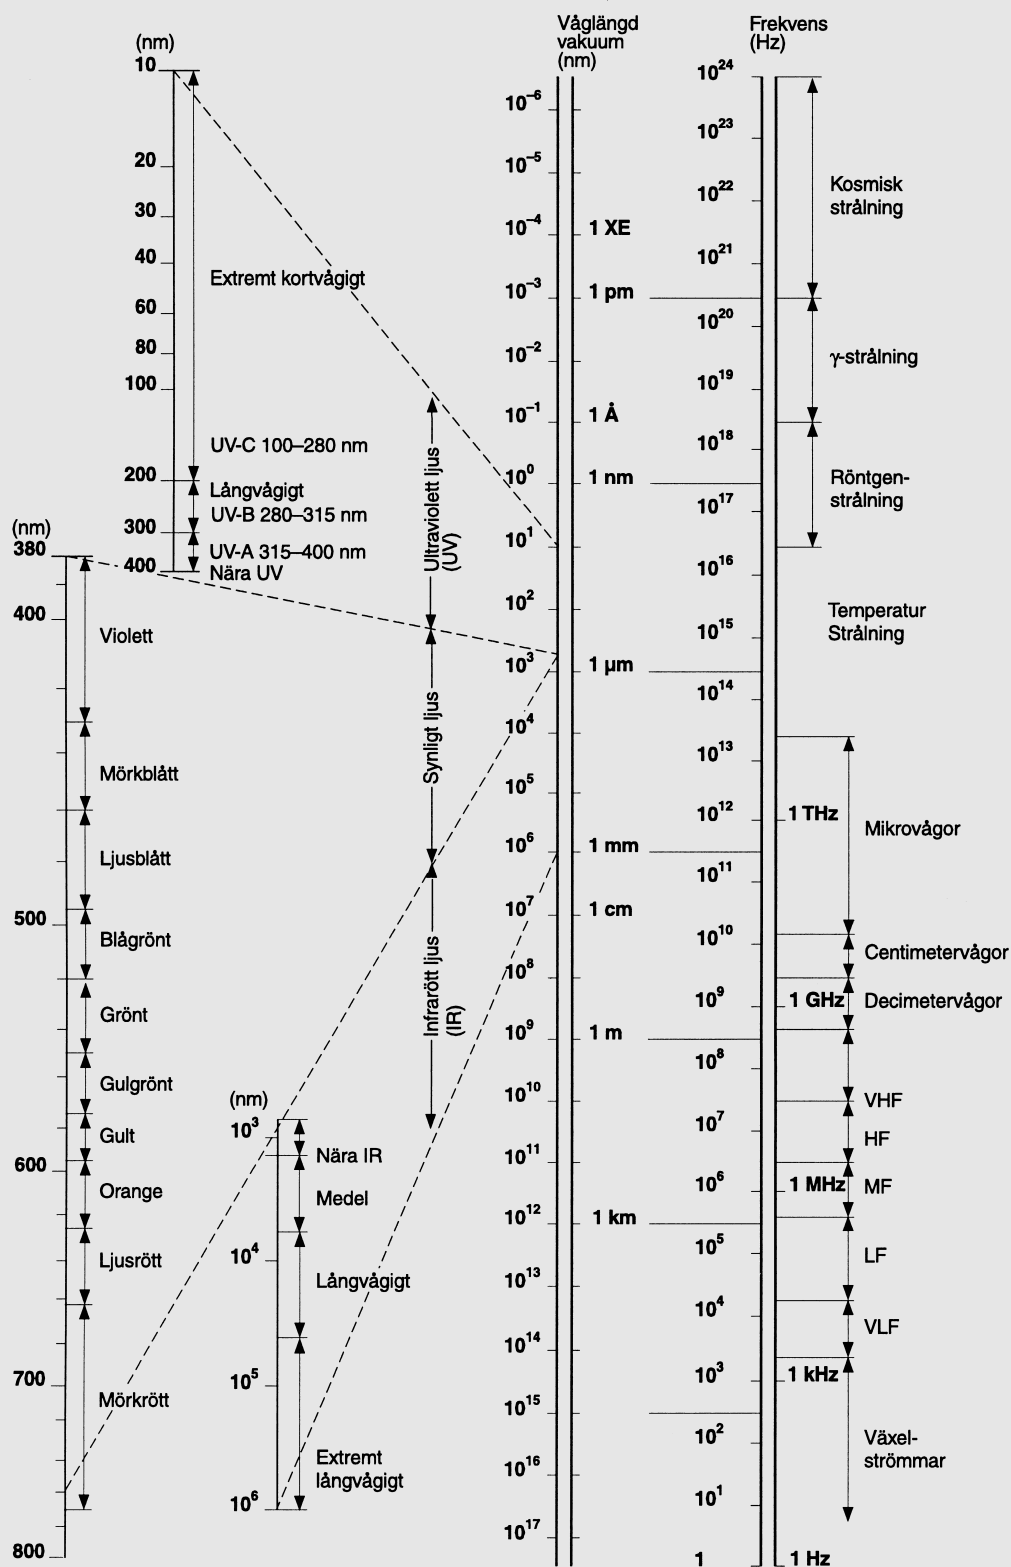 (nm)
10
20
30
40
60
80
100
200
300
400
Extremt kortvågigt
UV-C 100–280 nm
Långvågigt
UV-B 280–315 nm
UV-A 315–400 nm
Nära UV
(nm)
380
400
500
600
700
800
Violett
Mörkblått
Ljusblått
Blågrönt
Grönt
Gulgrönt
Gult
Orange
Ljusrött
Mörkrött
(nm)
10³
10⁴
10⁵
10⁶
Nära IR
Medel
Långvågigt
Extremt
långvågigt
Ultraviolett ljus
(UV)
Synligt ljus
Infrarött ljus
(IR)
Våglängd
vakuum
(nm)
10⁻⁶
10⁻⁵
10⁻⁴ 1 XE
10⁻³ 1 pm
10⁻²
10⁻¹ 1 Å
10⁰ 1 nm
10¹
10²
10³ 1 µm
10⁴
10⁵
10⁶ 1 mm
10⁷ 1 cm
10⁸
10⁹ 1 m
10¹⁰
10¹¹
10¹² 1 km
10¹³
10¹⁴
10¹⁵
10¹⁶
10¹⁷
Frekvens
(Hz)
10²⁴
10²³
10²²
10²¹
10²⁰
10¹⁹
10¹⁸
10¹⁷
10¹⁶
10¹⁵
10¹⁴
10¹³
10¹² 1 THz
10¹¹
10¹⁰
10⁹ 1 GHz
10⁸
10⁷
10⁶ 1 MHz
10⁵
10⁴
10³ 1 kHz
10²
10¹
1 1 Hz
Kosmisk
strålning
γ-strålning
Röntgen-
strålning
Temperatur
Strålning
Mikrovågor
Centimetervågor
Decimetervågor
VHF
HF
MF
LF
VLF
Växel-
strömmar